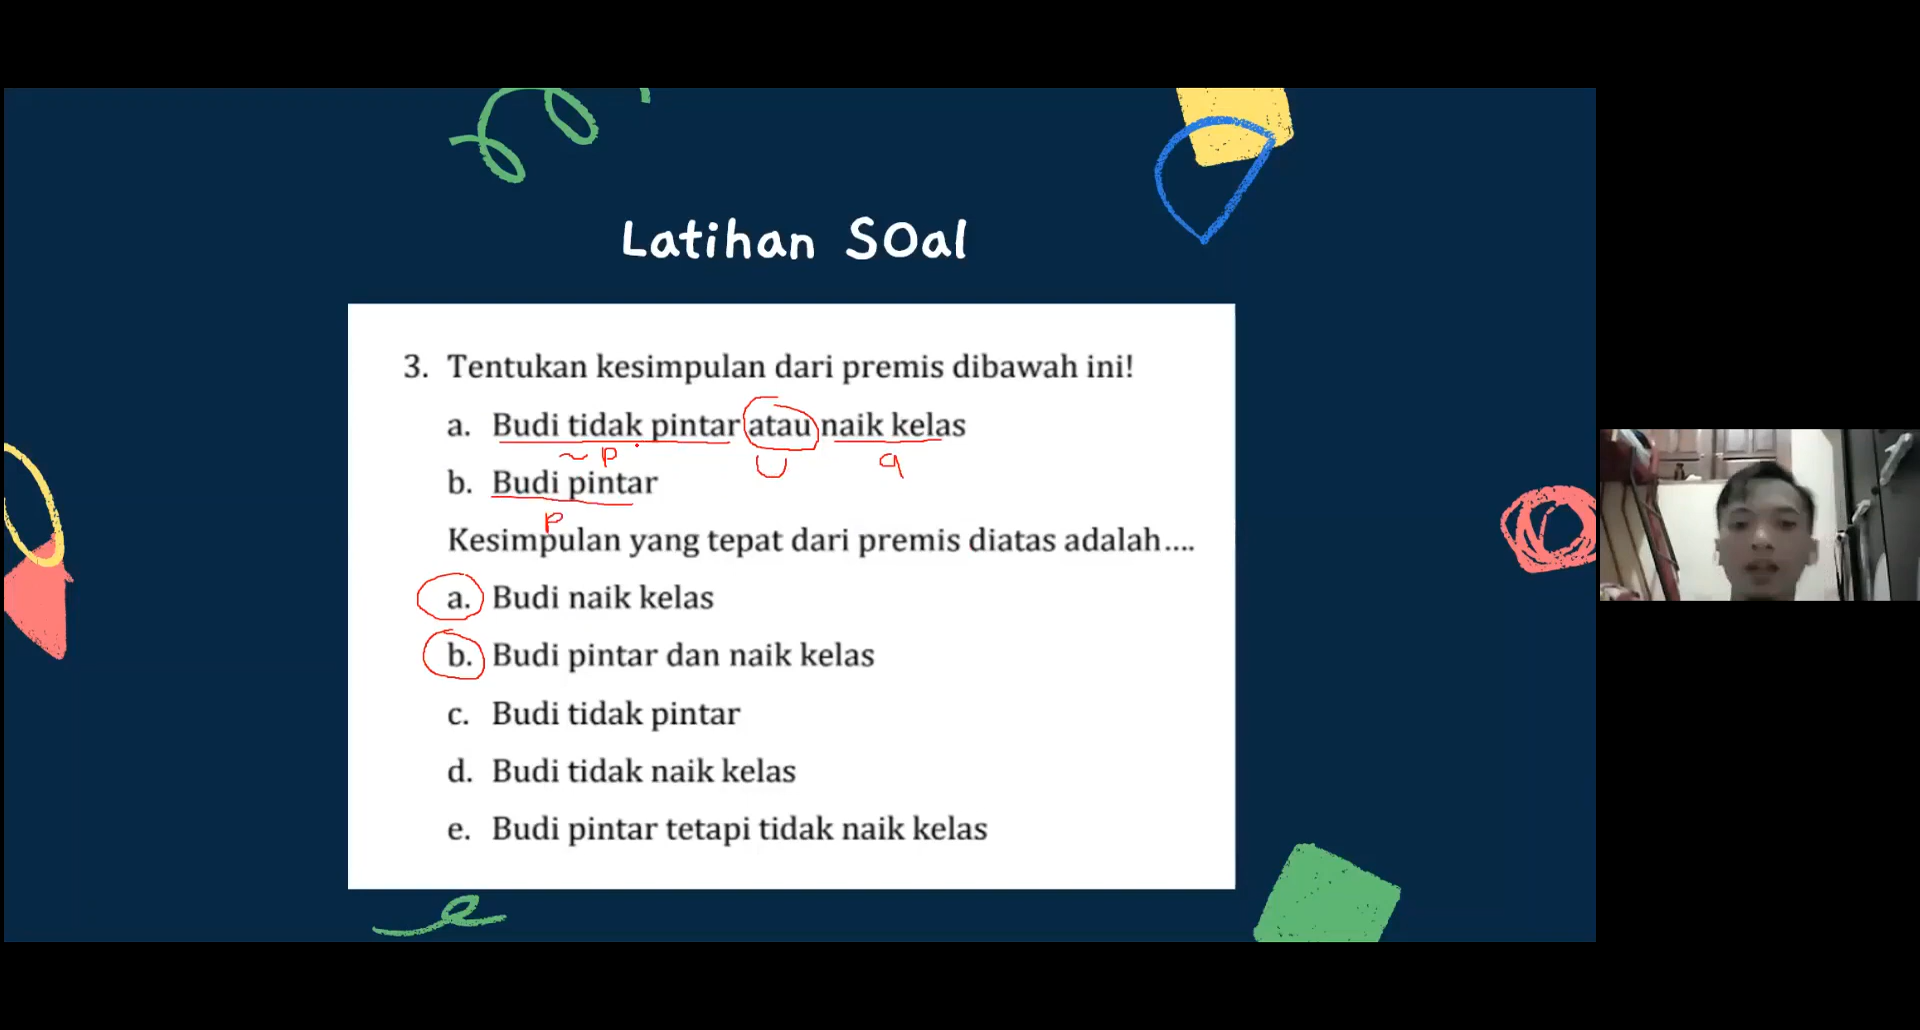 Latihan SOal
3. Tentukan kesimpulan dari premis dibawah ini!
a. Budi tidak pintar atau naik kelas
~ p U q
b. Budi pintar
p
Kesimpulan yang tepat dari premis diatas adalah....
a. Budi naik kelas
b. Budi pintar dan naik kelas
c. Budi tidak pintar
d. Budi tidak naik kelas
e. Budi pintar tetapi tidak naik kelas